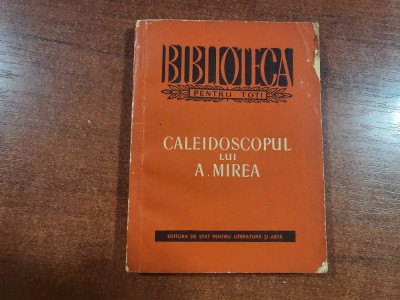 BIBLIOTECA
PENTRU TOȚI
CALEIDOSCOPUL
LUI
A. MIREA
EDITURA DE STAT PENTRU LITERATURĂ ȘI ARTĂ